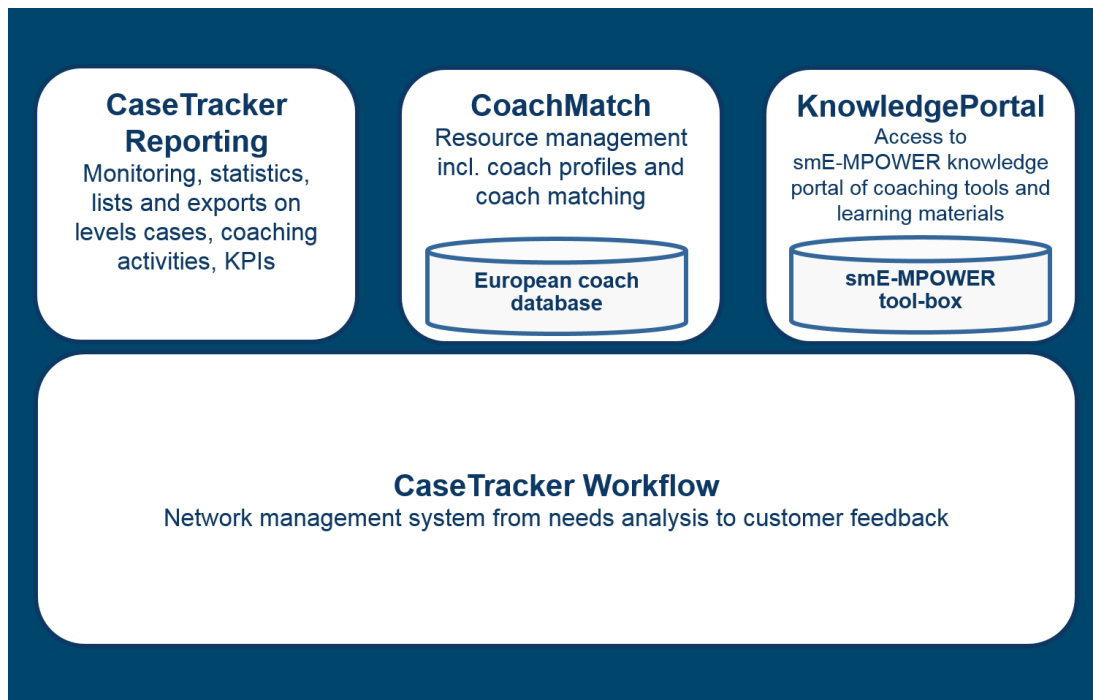 CaseTracker
Reporting
Monitoring, statistics,
lists and exports on
levels cases, coaching
activities, KPIs
CoachMatch
Resource management
incl. coach profiles and
coach matching
European coach
database
KnowledgePortal
Access to
smE-MPOWER knowledge
portal of coaching tools and
learning materials
smE-MPOWER
tool-box
CaseTracker Workflow
Network management system from needs analysis to customer feedback